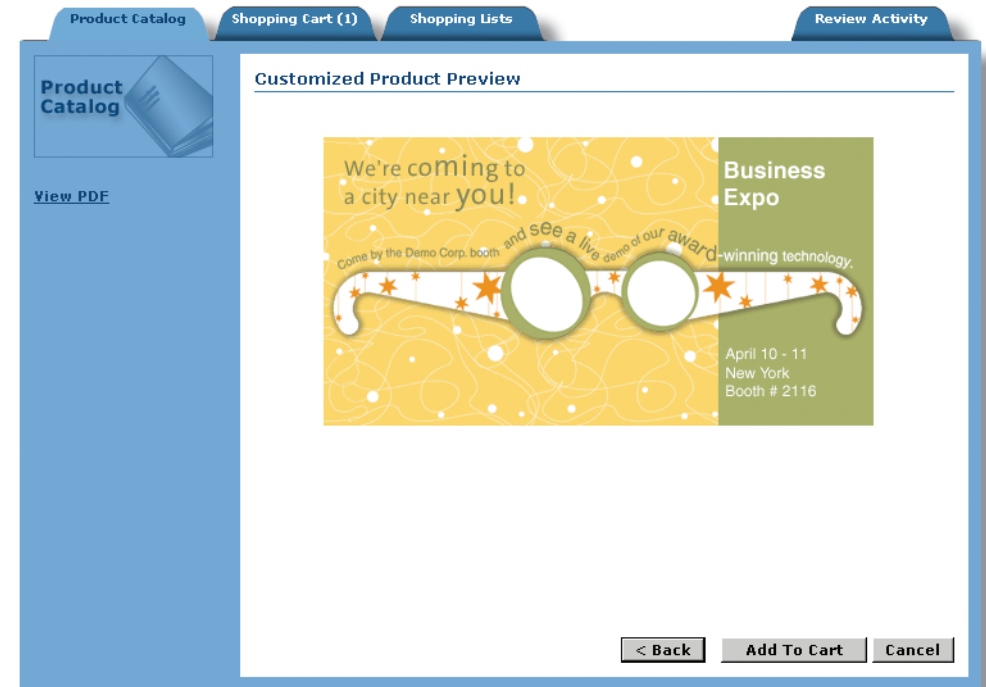 Product Catalog
Shopping Cart (1)
Shopping Lists
Review Activity
Product
Catalog
View PDF
Customized Product Preview
We're coming to
a city near you!
Business
Expo
Come by the Demo Corp. booth and see a live demo of our award-winning technology.
April 10 - 11
New York
Booth # 2116
< Back
Add To Cart
Cancel